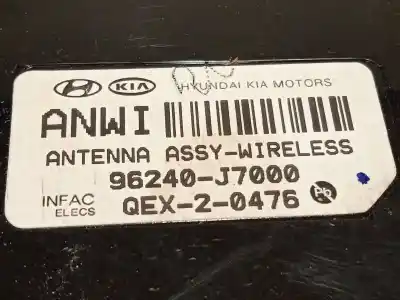 KIA HYUNDAI KIA MOTORS
ANWI
ANTENNA ASSY-WIRELESS
96240-J7000
INFAC QEX-2-0476 Pb
ELECS